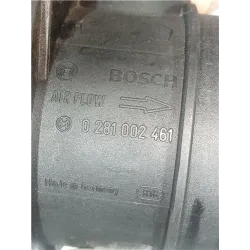 BOSCH
AIR FLOW
0 281 002 461
Made in Germany